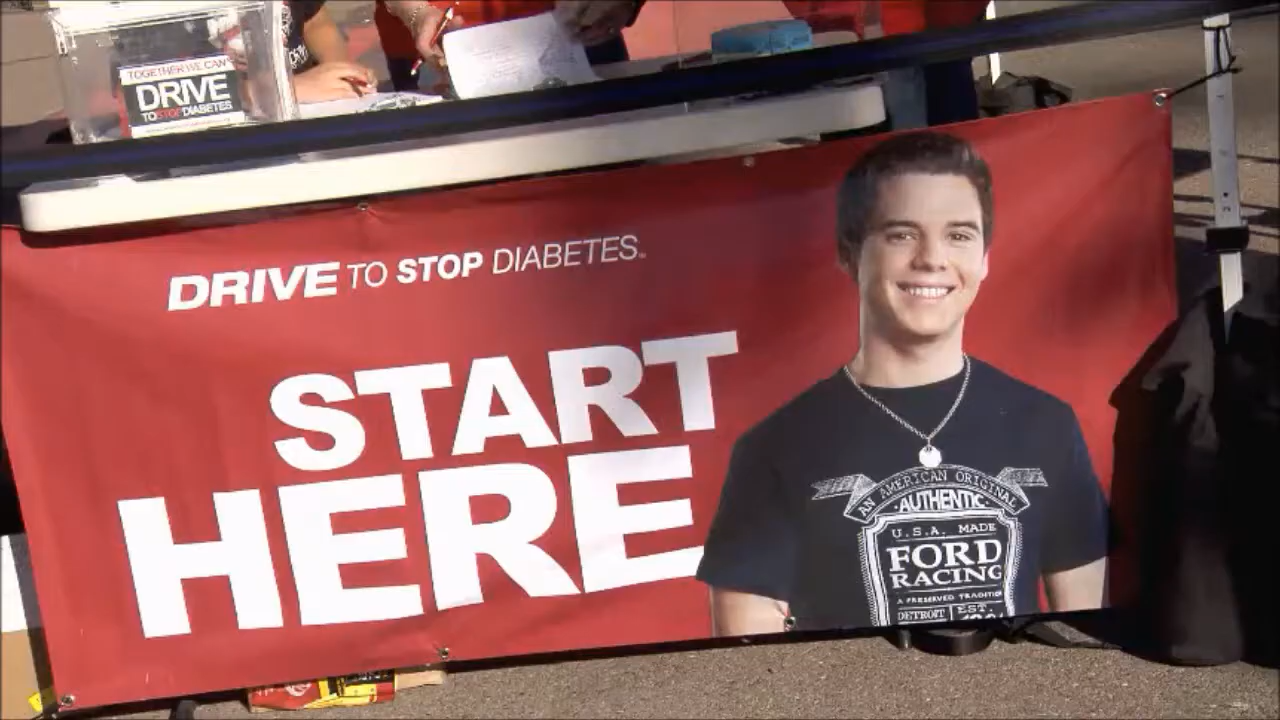 TOGETHER WE CAN
DRIVE
TO STOP DIABETES
DRIVE TO STOP DIABETES.
START
HERE
AN AMERICAN ORIGINAL
·AUTHENTIC·
U.S.A. MADE
FORD
RACING
A PRESERVED TRADITION
DETROIT EST.